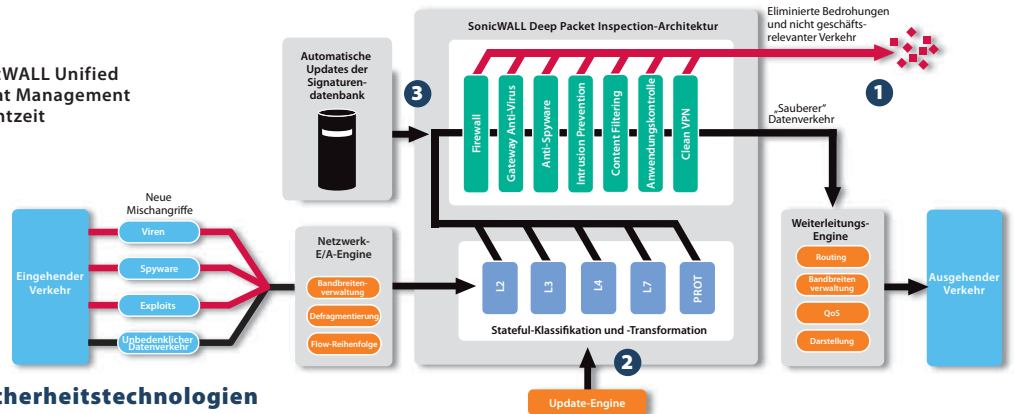 SonicWALL Deep Packet Inspection-Architektur
Eliminierte Bedrohungen
und nicht geschäfts-
relevanter Verkehr
1
WALL Unified
Management
Automatische
Updates der
Signaturen-
datenbank
3
Firewall
Gateway Anti-Virus
Anti-Spyware
Intrusion Prevention
Content Filtering
Anwendungskontrolle
Clean VPN
„Sauberer"
Datenverkehr
Neue
Mischangriffe
Eingehender
Verkehr
Viren
Spyware
Exploits
Unbedenklicher
Datenverkehr
Netzwerk-
E/A-Engine
Bandbreiten-
verwaltung
Defragmentierung
Flow-Reihenfolge
L2
L3
L4
L7
PROT
Stateful-Klassifikation und -Transformation
2
Update-Engine
Weiterleitungs-
Engine
Routing
Bandbreiten
verwaltung
QoS
Darstellung
Ausgehender
Verkehr
cherheitstechnologien